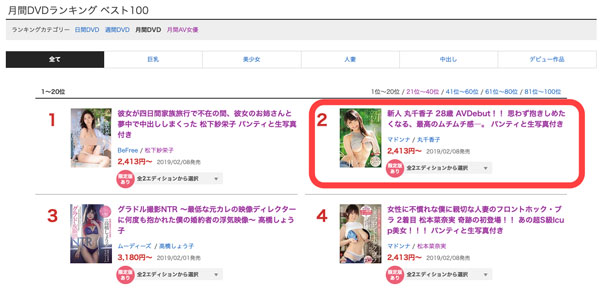 月間DVDランキング ベスト100
ランキングカテゴリー 日間DVD 週間DVD 月間DVD 月間AV女優
全て 巨乳 美少女 人妻 中出し デビュー作品
1～20位 1位～20位 / 21位～40位 / 41位～60位 / 61位～80位 / 81位～100位
1
彼女が四日間家族旅行で不在の間、彼女のお姉さんと
夢中で中出ししまくった 松下紗栄子 パンティと生写真
付き
BeFree / 松下紗栄子
2,413円～ 2019/02/08発売
限定版あり 全2エディションから選択
2
新人 丸千香子 28歳 AVDebut！！ 思わず抱きしめた
くなる、最高のムチムチ感―。 パンティと生写真付き
マドンナ / 丸千香子
2,413円～ 2019/02/08発売
限定版あり 全2エディションから選択
3
グラドル撮影NTR ～最低な元カレの映像ディレクター
に何度も抱かれた僕の婚約者の浮気映像～ 高橋しょう
子
ムーディーズ / 高橋しょう子
3,180円～ 2019/02/01発売
限定版あり 全2エディションから選択
4
女性に不慣れな僕に親切な人妻のフロントホック・ブ
ラ 2着目 松本菜奈実 奇跡の初登場！！ あの超S級Icu
p美女！！！ パンティと生写真付き
マドンナ / 松本菜奈実
2,413円～ 2019/02/08発売
限定版あり 全2エディションから選択